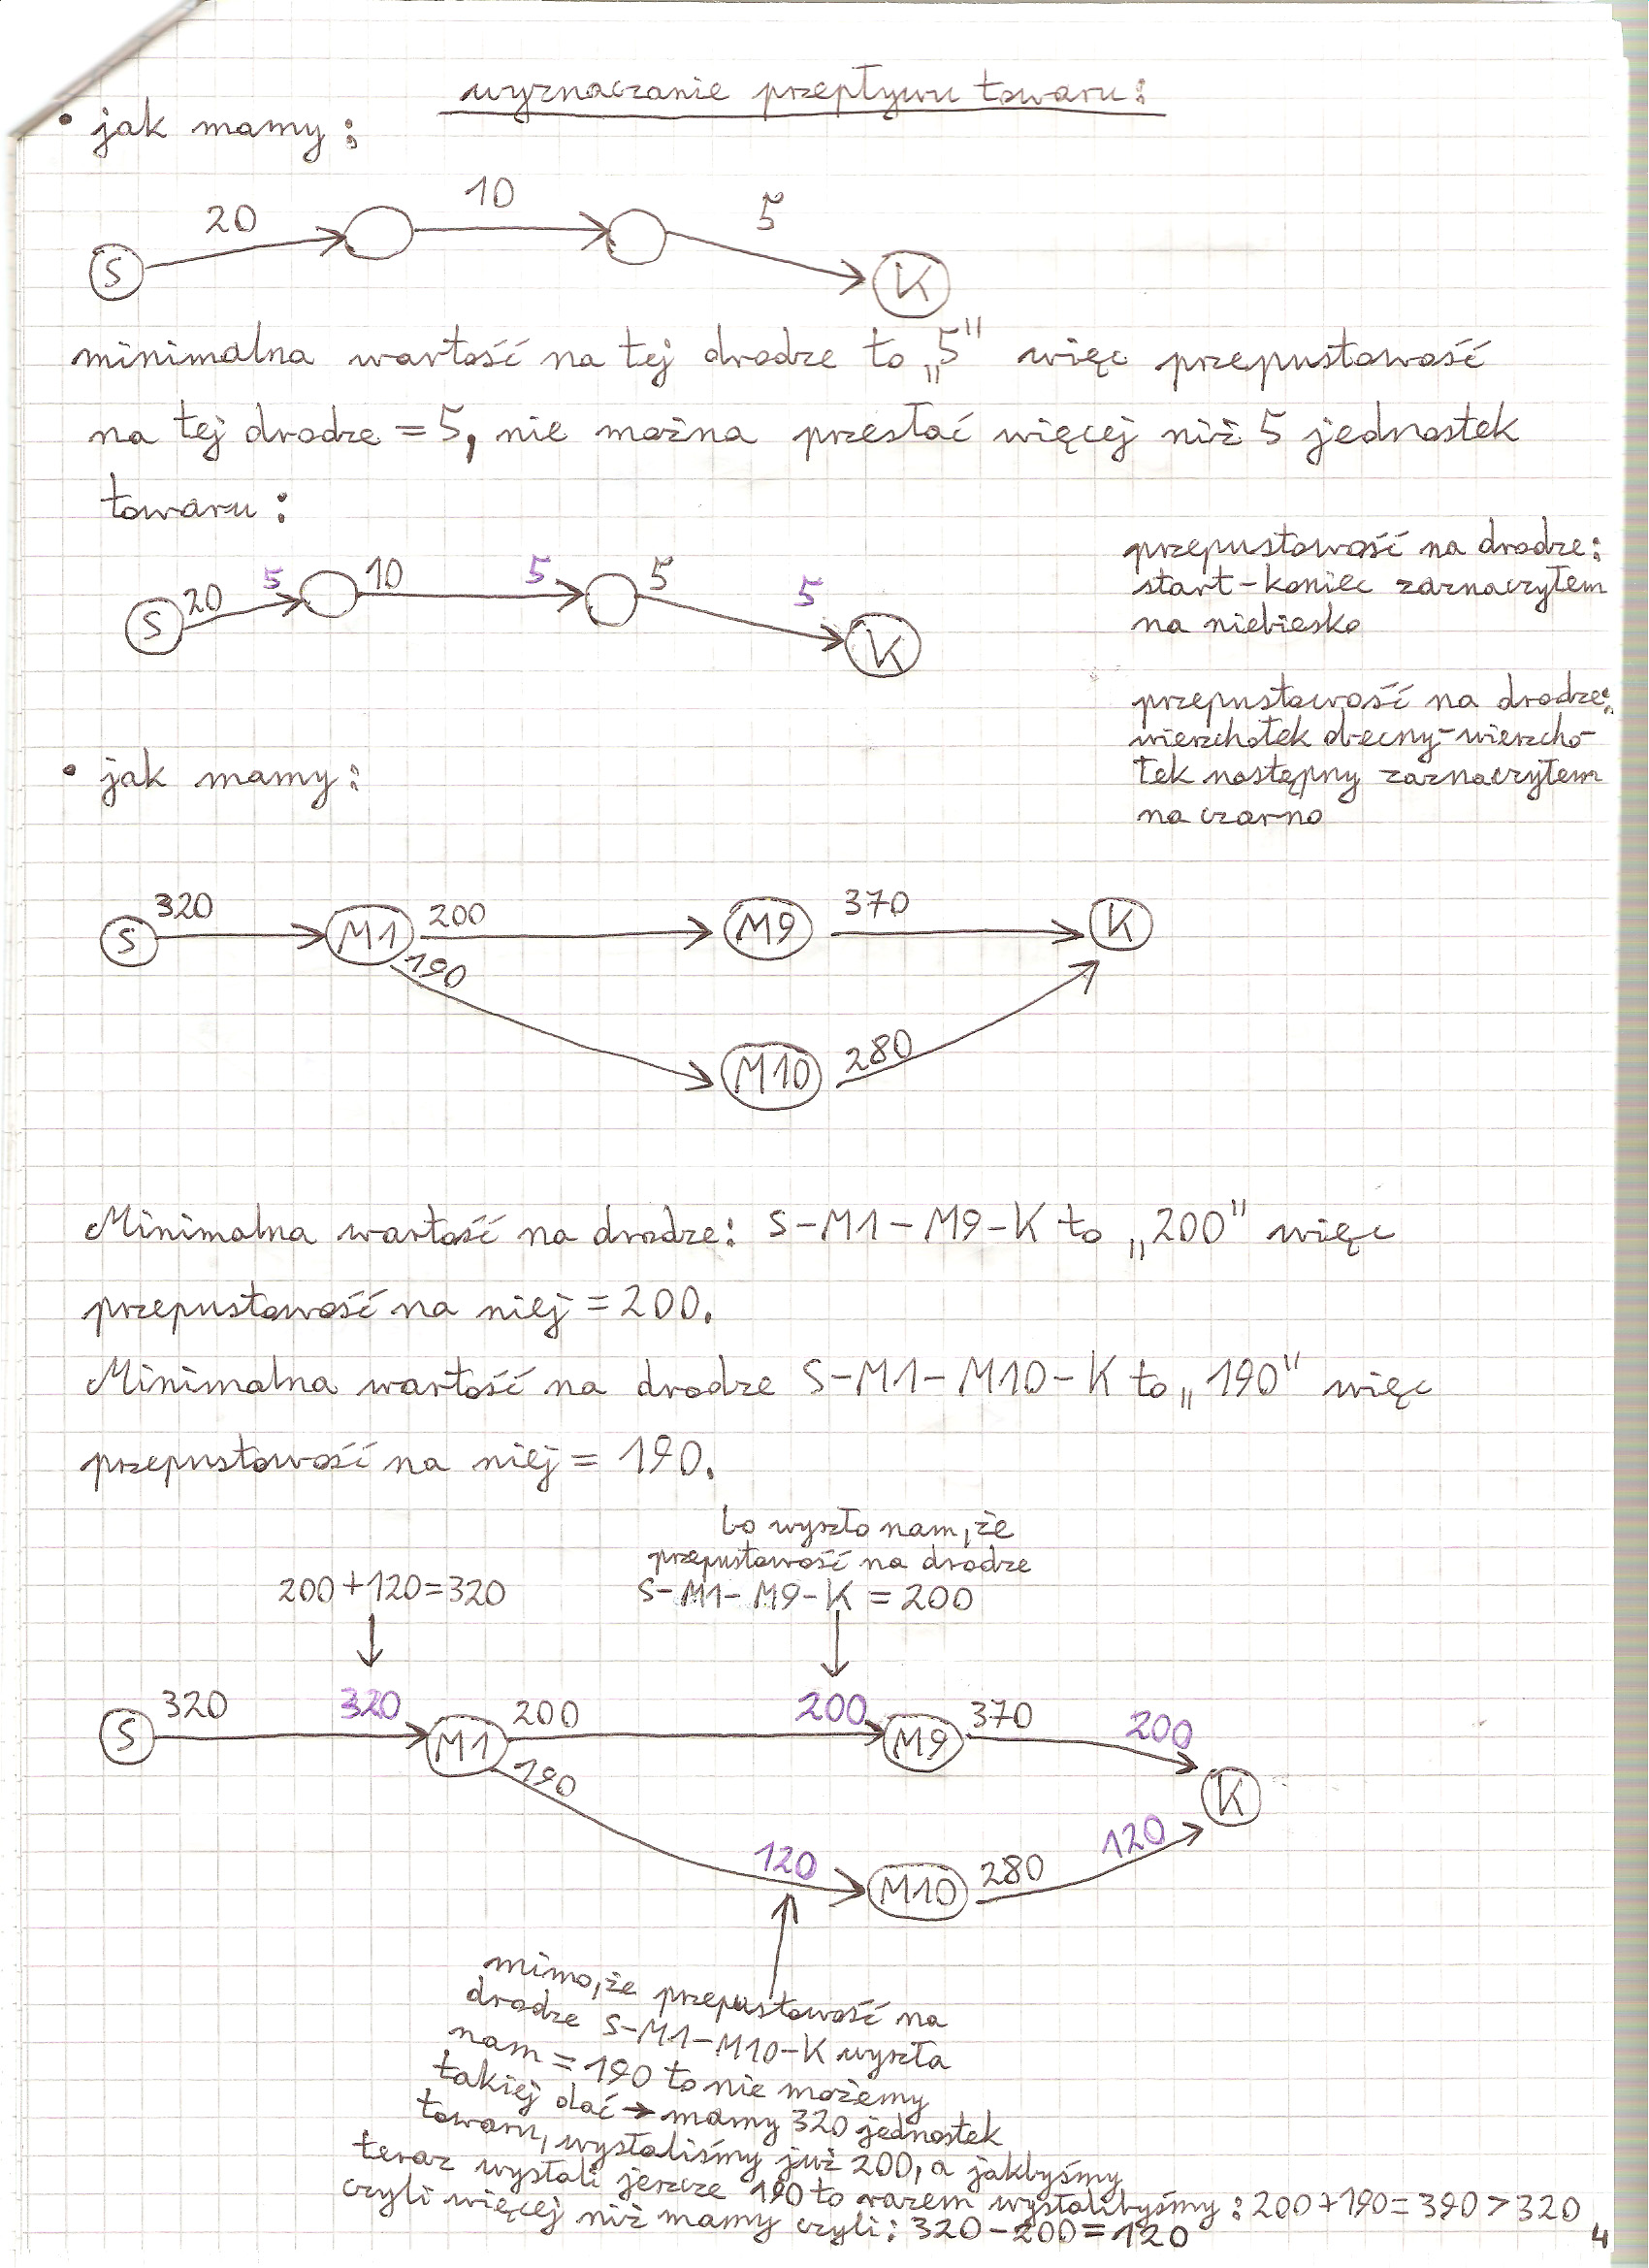 wyznaczanie przepływu towaru:
• jak mamy:
20 10 5
S K
minimalna wartość na tej drodze to „5" więc przepustowość
na tej drodze = 5, nie można przesłać więcej niż 5 jednostek
towaru:
przepustowość na drodze:
start-koniec zaznaczyłem
na niebiesko
S 20 5 10 5 5 5 K
przepustowość na drodze:
wierzchołek obecny-wierzcho-
łek następny zaznaczyłem
na czarno
• jak mamy:
S 320 M1 200 M9 370 K
190
M10 280
Minimalna wartość na drodze: S-M1-M9-K to „200" więc
przepustowość na niej = 200.
Minimalna wartość na drodze S-M1-M10-K to „190" więc
przepustowość na niej = 190.
bo wyszło nam, że
przepustowość na drodze
S-M1-M9-K = 200
200+120=320
S 320 320 M1 200 200 M9 370 200
190 K
120 M10 280 120
mimo, że przepustowość na
drodze S-M1-M10-K wyszła
nam = 190 to nie możemy
takiej dać → mamy 320 jednostek
towaru, wysłaliśmy już 200, a jakbyśmy
teraz wysłali jeszcze 190 to razem wysłalibyśmy: 200+190=390>320
czyli więcej niż mamy czyli: 320-200=120
4